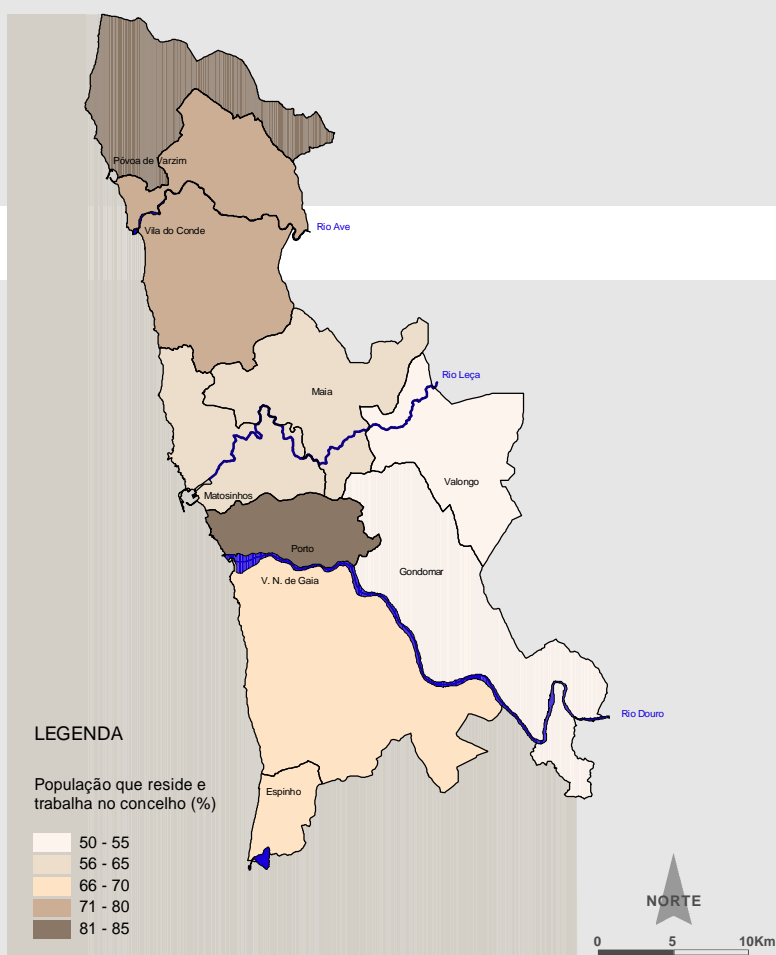 Póvoa de Varzim
Rio Ave
Vila do Conde
Rio Leça
Maia
Valongo
Matosinhos
Porto
Gondomar
V. N. de Gaia
Rio Douro
LEGENDA
População que reside e
trabalha no concelho (%)
Espinho
50 - 55
56 - 65
66 - 70
71 - 80
81 - 85
NORTE
0 5 10Km